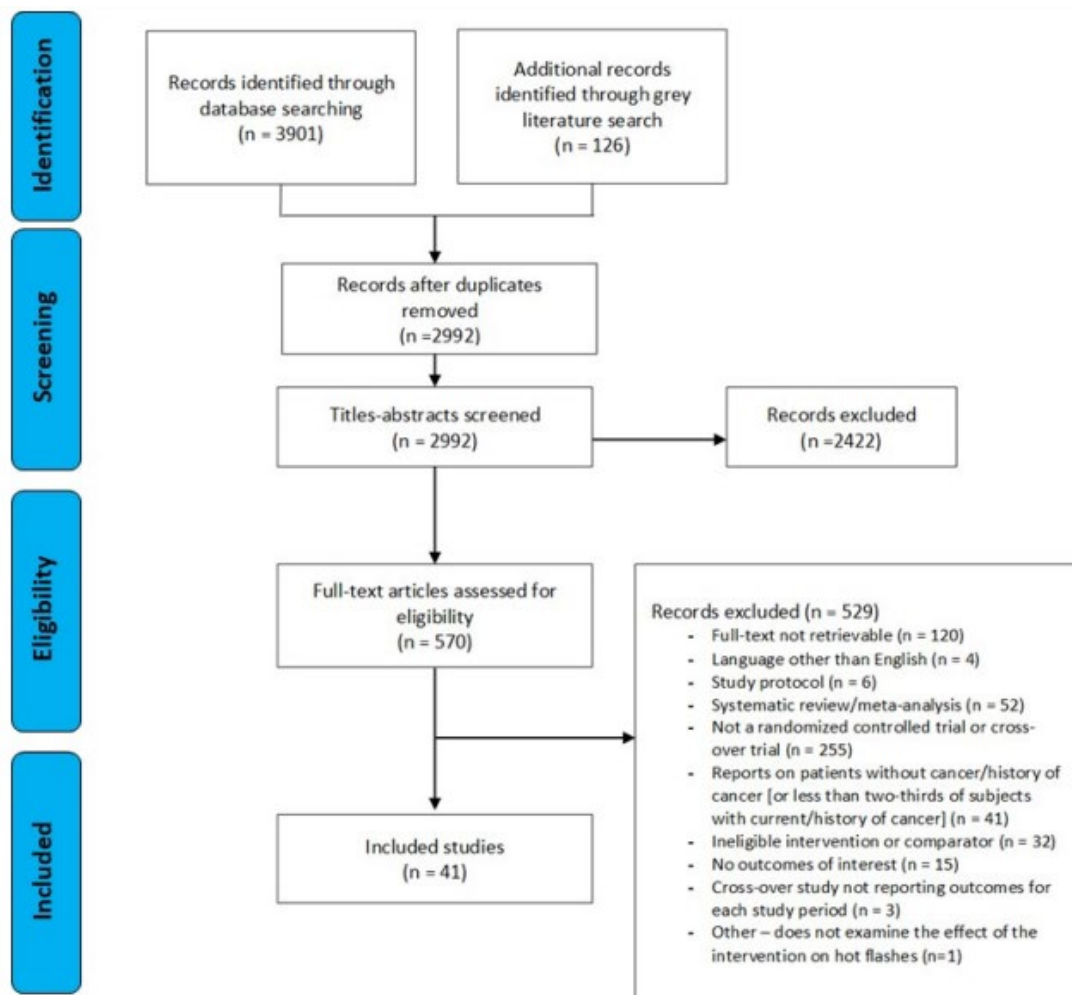 Identification
Records identified through
database searching
(n = 3901)
Additional records
identified through grey
literature search
(n = 126)
Screening
Records after duplicates
removed
(n =2992)
Titles-abstracts screened
(n = 2992)
Records excluded
(n =2422)
Eligibility
Full-text articles assessed for
eligibility
(n = 570)
Records excluded (n = 529)
- Full-text not retrievable (n = 120)
- Language other than English (n = 4)
- Study protocol (n = 6)
- Systematic review/meta-analysis (n = 52)
- Not a randomized controlled trial or cross-
over trial (n = 255)
- Reports on patients without cancer/history of
cancer [or less than two-thirds of subjects
with current/history of cancer] (n = 41)
- Ineligible intervention or comparator (n = 32)
- No outcomes of interest (n = 15)
- Cross-over study not reporting outcomes for
each study period (n = 3)
- Other – does not examine the effect of the
intervention on hot flashes (n=1)
Included
Included studies
(n = 41)